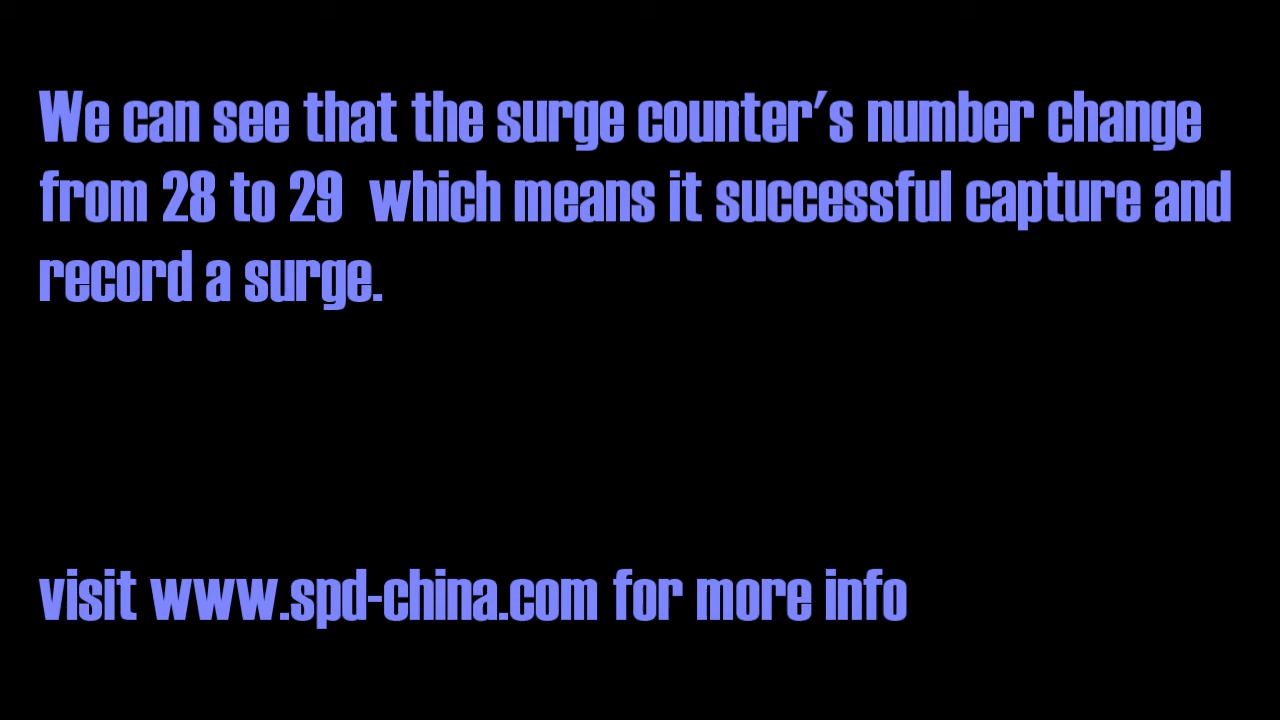 We can see that the surge counter's number change
from 28 to 29  which means it successful capture and
record a surge.
visit www.spd-china.com for more info